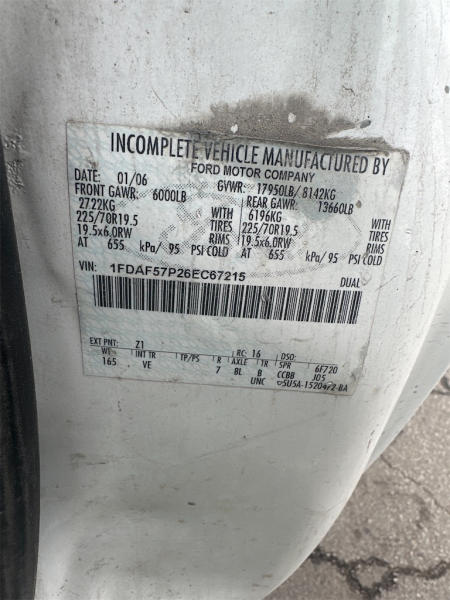 INCOMPLETE VEHICLE MANUFACTURED BY
FORD MOTOR COMPANY
DATE: 01/06 GVWR: 17950LB/8142KG
FRONT GAWR: 6000LB REAR GAWR: 13660LB
2722KG WITH 6196KG WITH
225/70R19.5 TIRES 225/70R19.5 TIRES
19.5x6.0RW RIMS 19.5x6.0RW RIMS
AT 655 kPa/ 95 PSI COLD AT 655 kPa/ 95 PSI COLD
VIN: 1FDAF57P26EC67215 DUAL
EXT PNT: Z1 RC: 16 DSO:
WB INT TR TP/PS R AXLE TR SPR 6F720
165 VE 7 BL B CCBB J05
UNC 5U5A-1520472-BA